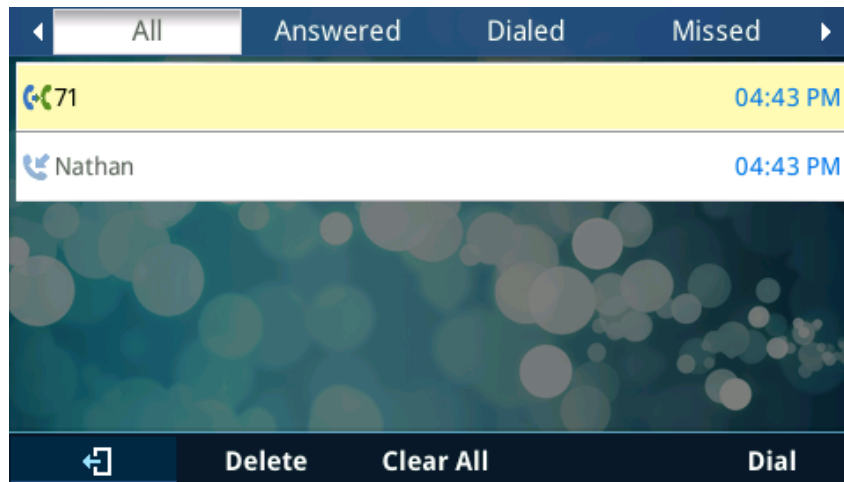 All Answered Dialed Missed
71 04:43 PM
Nathan 04:43 PM
Delete Clear All Dial